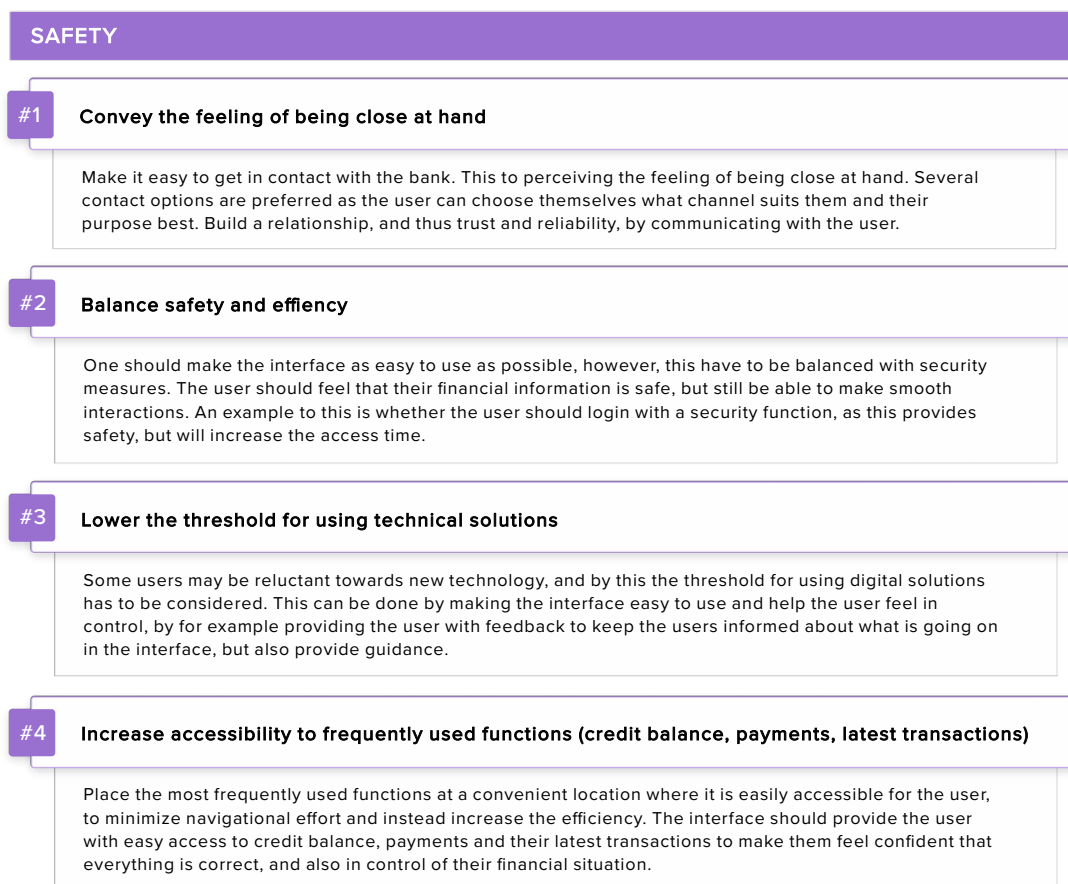 SAFETY
#1
Convey the feeling of being close at hand
Make it easy to get in contact with the bank. This to perceiving the feeling of being close at hand. Several
contact options are preferred as the user can choose themselves what channel suits them and their
purpose best. Build a relationship, and thus trust and reliability, by communicating with the user.
#2
Balance safety and effiency
One should make the interface as easy to use as possible, however, this have to be balanced with security
measures. The user should feel that their financial information is safe, but still be able to make smooth
interactions. An example to this is whether the user should login with a security function, as this provides
safety, but will increase the access time.
#3
Lower the threshold for using technical solutions
Some users may be reluctant towards new technology, and by this the threshold for using digital solutions
has to be considered. This can be done by making the interface easy to use and help the user feel in
control, by for example providing the user with feedback to keep the users informed about what is going on
in the interface, but also provide guidance.
#4
Increase accessibility to frequently used functions (credit balance, payments, latest transactions)
Place the most frequently used functions at a convenient location where it is easily accessible for the user,
to minimize navigational effort and instead increase the efficiency. The interface should provide the user
with easy access to credit balance, payments and their latest transactions to make them feel confident that
everything is correct, and also in control of their financial situation.